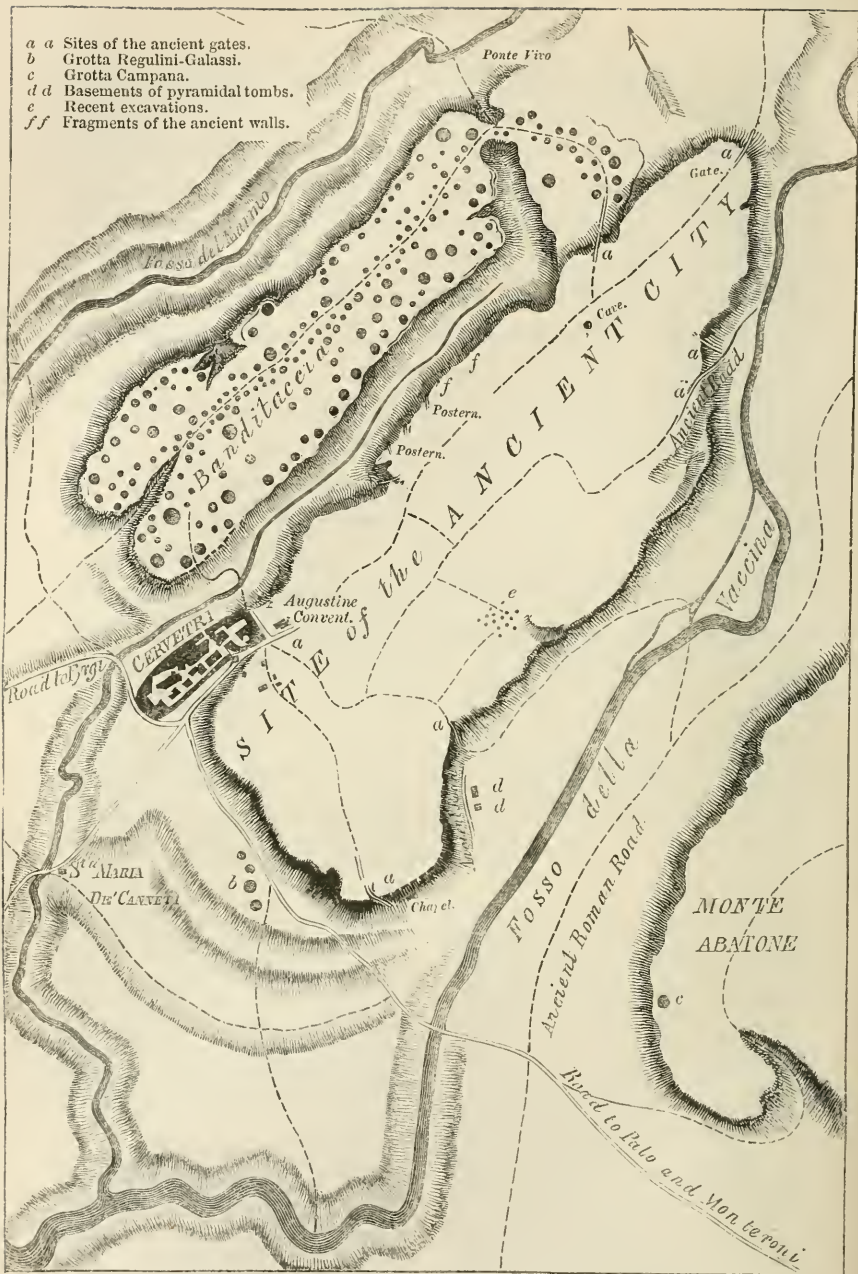 a a Sites of the ancient gates.
b Grotta Regulini-Galassi.
c Grotta Campana.
d d Basements of pyramidal tombs.
e Recent excavations.
f f Fragments of the ancient walls.
Ponte Vivo
a
Gate.
Fosso del
a
Cave.
Banditaccia
f
f
Postern.
Postern.
a
a
Ancient Road
SITE of the ANCIENT CITY
Vaccina
e
Augustine
Convent.
a
CERVETRI
Road to Pyrgi
a
d
d
Fosso della
Ancient Roman Road.
Sta MARIA
DE' CANNETI
b
a
Chapel.
MONTE
ABATONE
c
Road to Palo and Monteroni